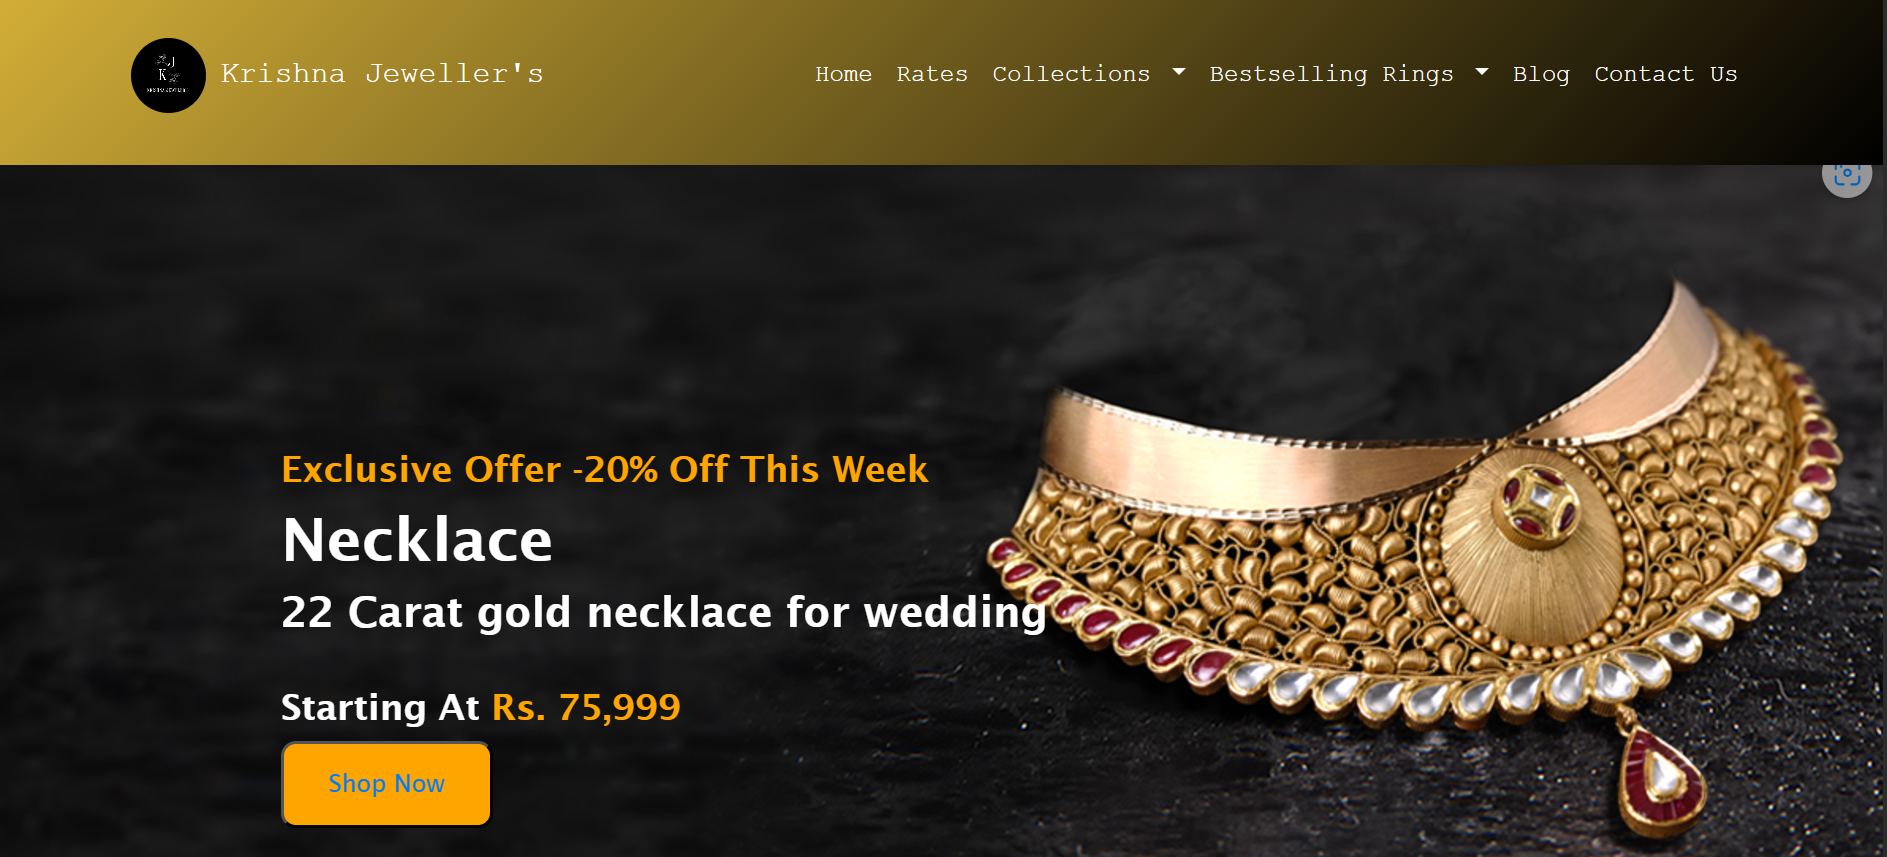 Krishna Jeweller's
Home Rates Collections Bestselling Rings Blog Contact Us
Exclusive Offer -20% Off This Week
Necklace
22 Carat gold necklace for wedding
Starting At Rs. 75,999
Shop Now